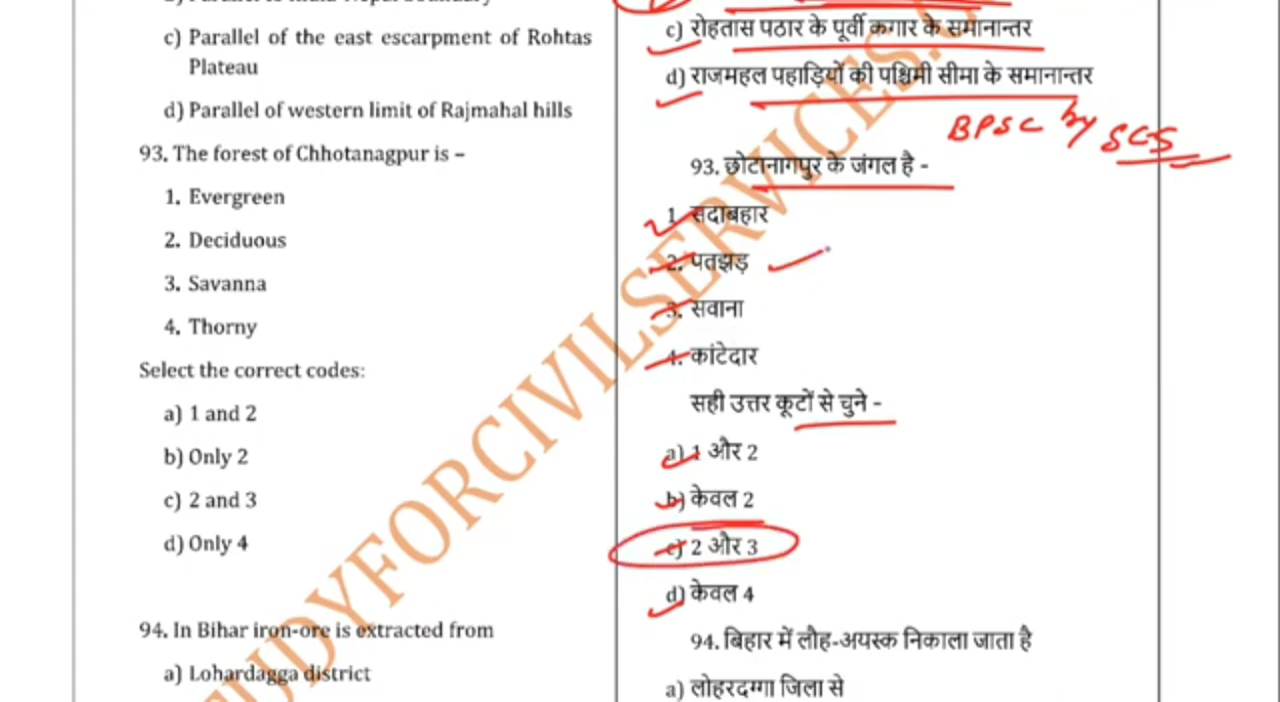 c) Parallel of the east escarpment of Rohtas
Plateau
d) Parallel of western limit of Rajmahal hills
93. The forest of Chhotanagpur is –
1. Evergreen
2. Deciduous
3. Savanna
4. Thorny
Select the correct codes:
a) 1 and 2
b) Only 2
c) 2 and 3
d) Only 4
94. In Bihar iron-ore is extracted from
a) Lohardagga district
c) रोहतास पठार के पूर्वी कगार के समानान्तर
d) राजमहल पहाड़ियों की पश्चिमी सीमा के समानान्तर
BPSC by SCS
93. छोटानागपुर के जंगल है -
1. सदाबहार
2. पतझड़
3. सवाना
4. कांटेदार
सही उत्तर कूटों से चुने -
a) 1 और 2
b) केवल 2
c) 2 और 3
d) केवल 4
94. बिहार में लौह-अयस्क निकाला जाता है
a) लोहरदग्गा जिला से
TUDYFORCIVILSERVICES.